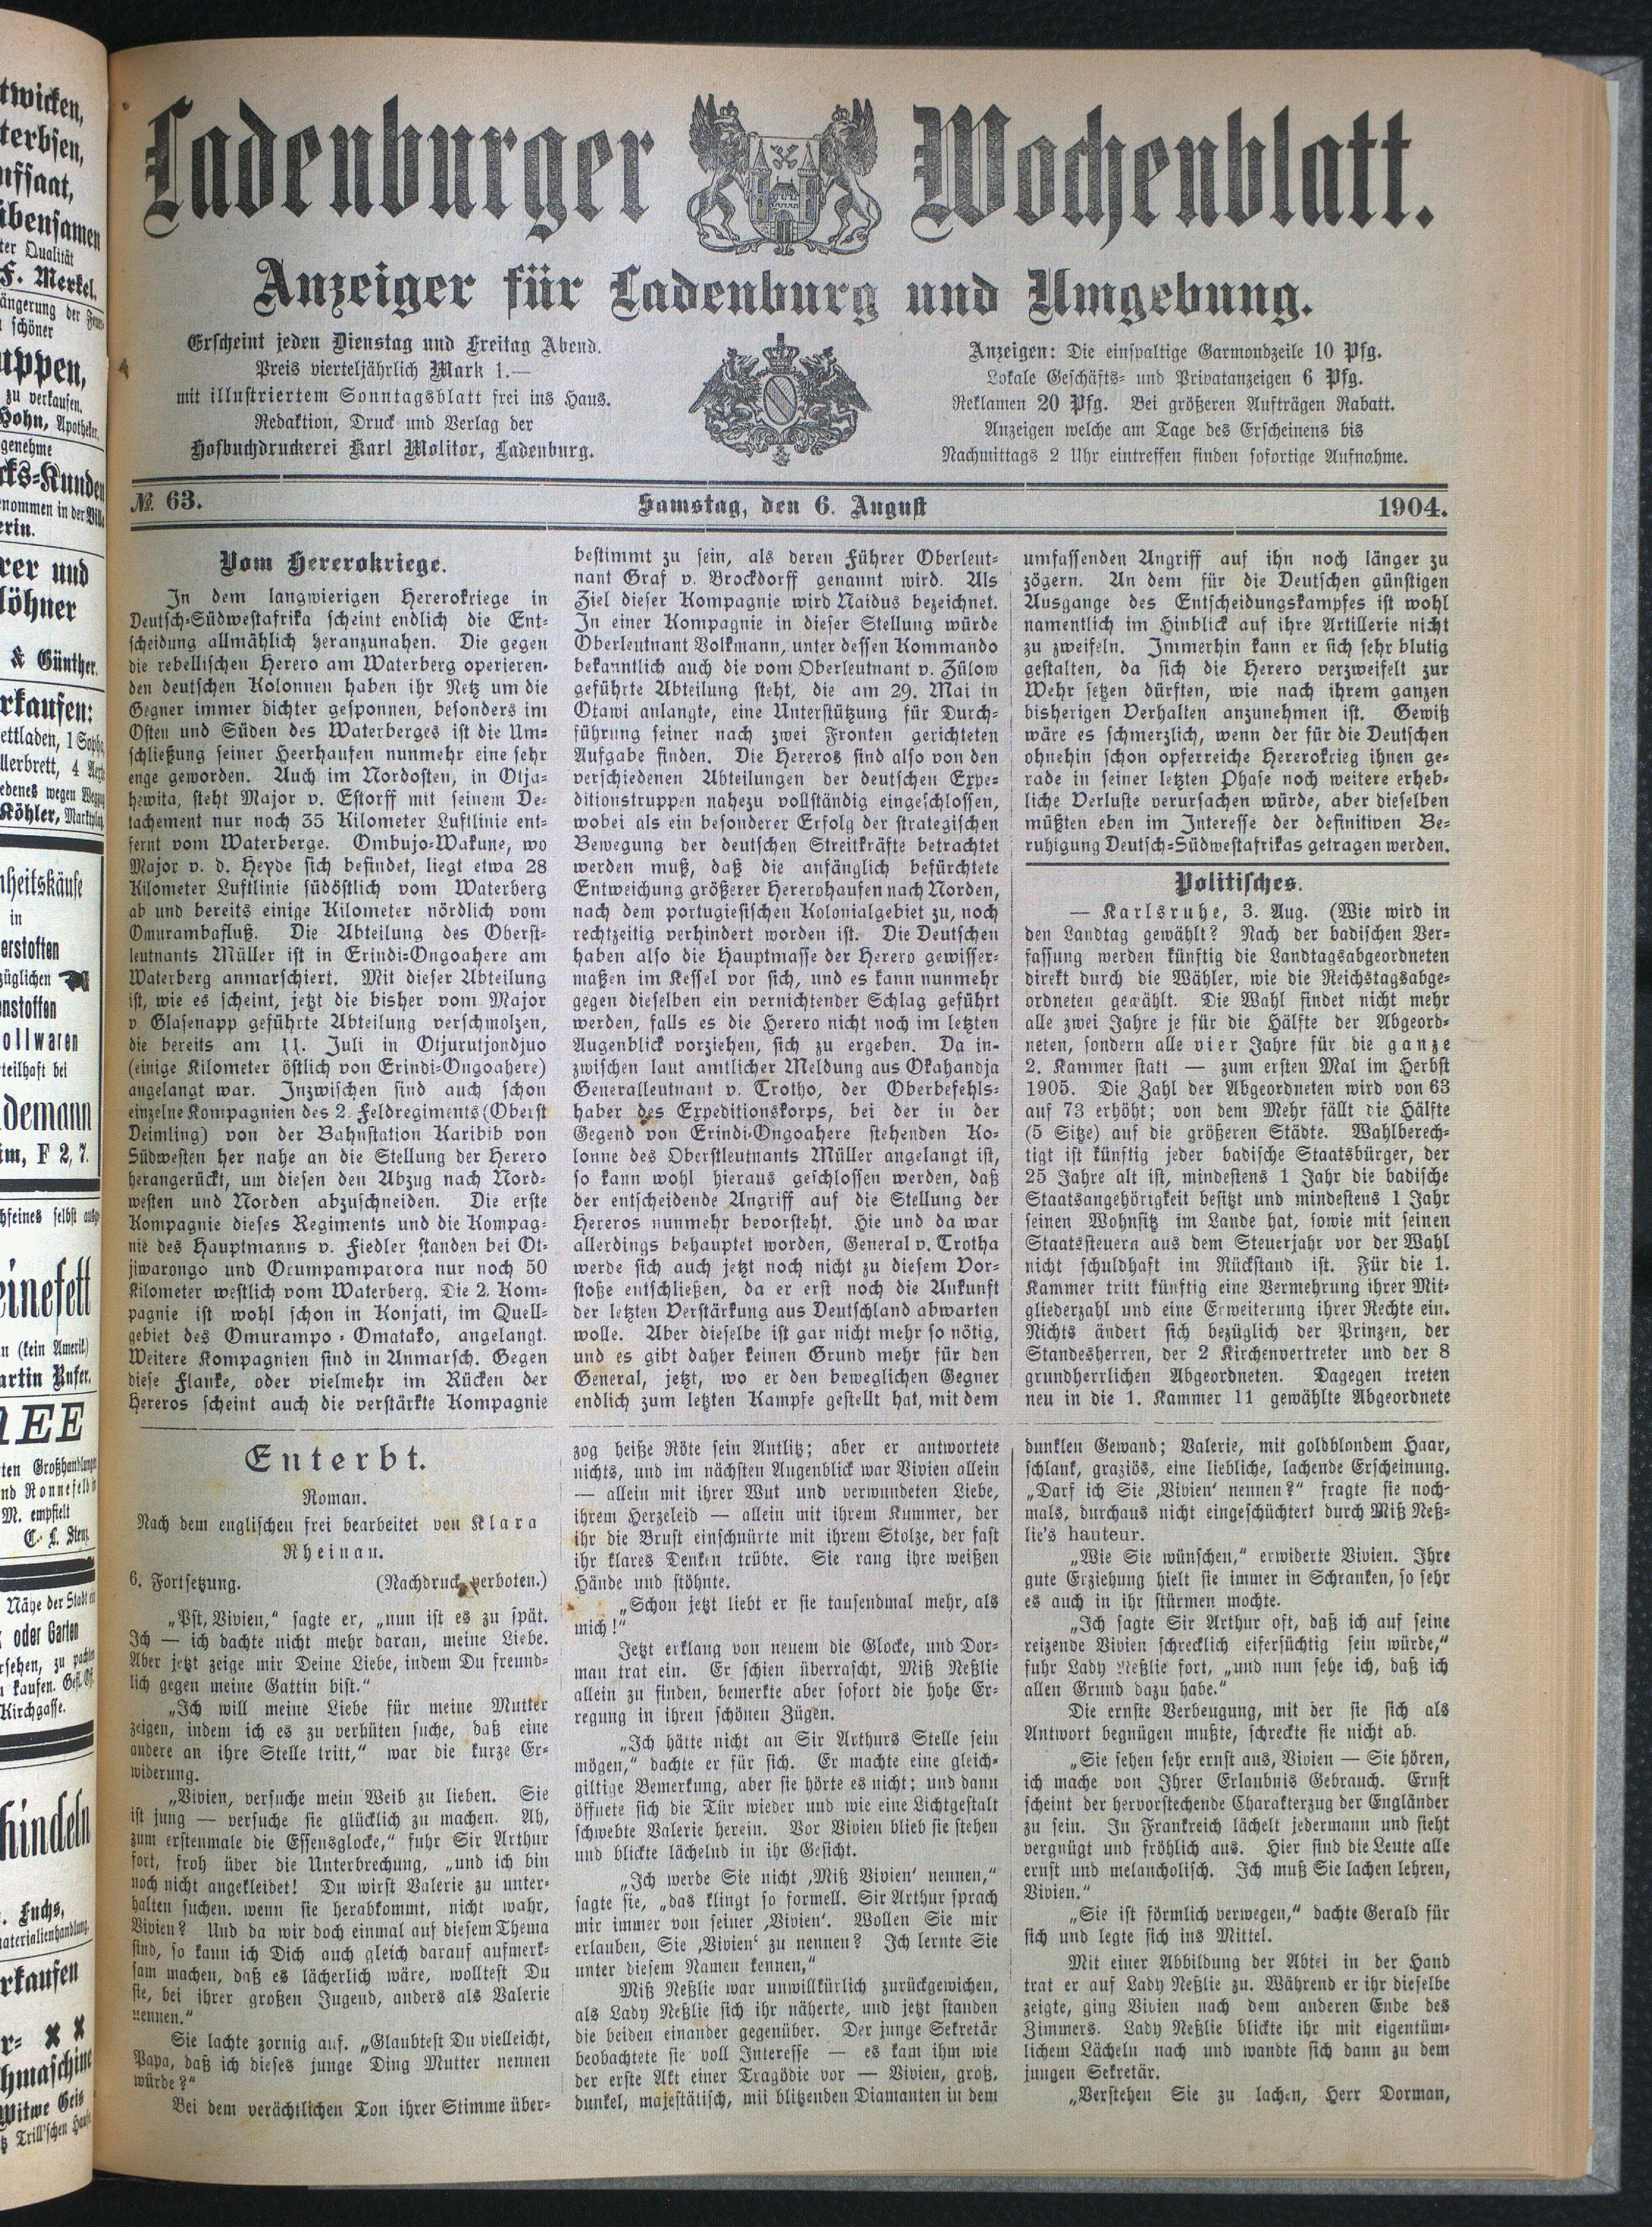 Ladenburger Wochenblatt.
Anzeiger für Ladenburg und Umgebung.
Erscheint jeden Dienstag und Freitag Abend.
Preis vierteljährlich Mark 1.—
mit illustriertem Sonntagsblatt frei ins Haus.
Redaktion, Druck und Verlag der
Hofbuchdruckerei Karl Molitor, Ladenburg.
Anzeigen: Die einspaltige Garmondzeile 10 Pfg.
Lokale Geschäfts- und Privatanzeigen 6 Pfg.
Reklamen 20 Pfg. Bei größeren Aufträgen Rabatt.
Anzeigen welche am Tage des Erscheinens bis
Nachmittags 2 Uhr eintreffen finden sofortige Aufnahme.
№ 63. Samstag, den 6. August 1904.
Vom Hererokriege.
In dem langwierigen Hererokriege in
Deutsch-Südwestafrika scheint endlich die Ent-
scheidung allmählich heranzunahen. Die gegen
die rebellischen Herero am Waterberg operieren-
den deutschen Kolonnen haben ihr Netz um die
Gegner immer dichter gesponnen, besonders im
Osten und Süden des Waterberges ist die Um-
schließung seiner Heerhaufen nunmehr eine sehr
enge geworden. Auch im Nordosten, in Otja-
hewita, steht Major v. Estorff mit seinem De-
tachement nur noch 35 Kilometer Luftlinie ent-
fernt vom Waterberge. Ombujo-Wakune, wo
Major v. d. Heyde sich befindet, liegt etwa 28
Kilometer Luftlinie südöstlich vom Waterberg
ab und bereits einige Kilometer nördlich vom
Omurambafluß. Die Abteilung des Oberst-
leutnants Müller ist in Erindi-Ongoahere am
Waterberg anmarschiert. Mit dieser Abteilung
ist, wie es scheint, jetzt die bisher vom Major
v Glasenapp geführte Abteilung verschmolzen,
die bereits am 11. Juli in Otjurutjondjuo
(einige Kilometer östlich von Erindi-Ongoahere)
angelangt war. Inzwischen sind auch schon
einzelne Kompagnien des 2. Feldregiments (Oberst
Deimling) von der Bahnstation Karibib von
Südwesten her nahe an die Stellung der Herero
herangerückt, um diesen den Abzug nach Nord-
westen und Norden abzuschneiden. Die erste
Kompagnie dieses Regiments und die Kompag-
nie des Hauptmanns v. Fiedler standen bei Ot-
jiwarongo und Ocumpamparora nur noch 50
Kilometer westlich vom Waterberg. Die 2. Kom-
pagnie ist wohl schon in Konjati, im Quell-
gebiet des Omurampo-Omatako, angelangt.
Weitere Kompagnien sind in Anmarsch. Gegen
diese Flanke, oder vielmehr im Rücken der
Hereros scheint auch die verstärkte Kompagnie
bestimmt zu sein, als deren Führer Oberleut-
nant Graf v. Brockdorff genannt wird. Als
Ziel dieser Kompagnie wird Naidus bezeichnet.
In einer Kompagnie in dieser Stellung würde
Oberleutnant Volkmann, unter dessen Kommando
bekanntlich auch die vom Oberleutnant v. Zülow
geführte Abteilung steht, die am 29. Mai in
Otawi anlangte, eine Unterstützung für Durch-
führung seiner nach zwei Fronten gerichteten
Aufgabe finden. Die Hereros sind also von den
verschiedenen Abteilungen der deutschen Expe-
ditionstruppen nahezu vollständig eingeschlossen,
wobei als ein besonderer Erfolg der strategischen
Bewegung der deutschen Streitkräfte betrachtet
werden muß, daß die anfänglich befürchtete
Entweichung größerer Hererohaufen nach Norden,
nach dem portugiesischen Kolonialgebiet zu, noch
rechtzeitig verhindert worden ist. Die Deutschen
haben also die Hauptmasse der Herero gewisser-
maßen im Kessel vor sich, und es kann nunmehr
gegen dieselben ein vernichtender Schlag geführt
werden, falls es die Herero nicht noch im letzten
Augenblick vorziehen, sich zu ergeben. Da in-
zwischen laut amtlicher Meldung aus Okahandja
Generalleutnant v. Trotho, der Oberbefehls-
haber des Expeditionskorps, bei der in der
Gegend von Erindi-Ongoahere stehenden Ko-
lonne des Oberstleutnants Müller angelangt ist,
so kann wohl hieraus geschlossen werden, daß
der entscheidende Angriff auf die Stellung der
Hereros nunmehr bevorsteht. Hie und da war
allerdings behauptet worden, General v. Trotha
werde sich auch jetzt noch nicht zu diesem Vor-
stoße entschließen, da er erst noch die Ankunft
der letzten Verstärkung aus Deutschland abwarten
wolle. Aber dieselbe ist gar nicht mehr so nötig,
und es gibt daher keinen Grund mehr für den
General, jetzt, wo er den beweglichen Gegner
endlich zum letzten Kampfe gestellt hat, mit dem
umfassenden Angriff auf ihn noch länger zu
zögern. An dem für die Deutschen günstigen
Ausgange des Entscheidungskampfes ist wohl
namentlich im Hinblick auf ihre Artillerie nicht
zu zweifeln. Immerhin kann er sich sehr blutig
gestalten, da sich die Herero verzweifelt zur
Wehr setzen dürften, wie nach ihrem ganzen
bisherigen Verhalten anzunehmen ist. Gewiß
wäre es schmerzlich, wenn der für die Deutschen
ohnehin schon opferreiche Hererokrieg ihnen ge-
rade in seiner letzten Phase noch weitere erheb-
liche Verluste verursachen würde, aber dieselben
müßten eben im Interesse der definitiven Be-
ruhigung Deutsch-Südwestafrikas getragen werden.
Politisches.
— Karlsruhe, 3. Aug. (Wie wird in
den Landtag gewählt? Nach der badischen Ver-
fassung werden künftig die Landtagsabgeordneten
direkt durch die Wähler, wie die Reichstagsabge-
ordneten gewählt. Die Wahl findet nicht mehr
alle zwei Jahre je für die Hälfte der Abgeord-
neten, sondern alle vier Jahre für die ganze
2. Kammer statt — zum ersten Mal im Herbst
1905. Die Zahl der Abgeordneten wird von 63
auf 73 erhöht; von dem Mehr fällt die Hälfte
(5 Sitze) auf die größeren Städte. Wahlberech-
tigt ist künftig jeder badische Staatsbürger, der
25 Jahre alt ist, mindestens 1 Jahr die badische
Staatsangehörigkeit besitzt und mindestens 1 Jahr
seinen Wohnsitz im Lande hat, sowie mit seinen
Staatssteuern aus dem Steuerjahr vor der Wahl
nicht schuldhaft im Rückstand ist. Für die 1.
Kammer tritt künftig eine Vermehrung ihrer Mit-
gliederzahl und eine Erweiterung ihrer Rechte ein.
Nichts ändert sich bezüglich der Prinzen, der
Standesherren, der 2 Kirchenvertreter und der 8
grundherrlichen Abgeordneten. Dagegen treten
neu in die 1. Kammer 11 gewählte Abgeordnete
Enterbt.
Roman.
Nach dem englischen frei bearbeitet von Klara
Rheinau.
6. Fortsetzung. (Nachdruck verboten.)
„Pst, Vivien,“ sagte er, „nun ist es zu spät.
Ich — ich dachte nicht mehr daran, meine Liebe.
Aber jetzt zeige mir Deine Liebe, indem Du freund-
lich gegen meine Gattin bist.“
„Ich will meine Liebe für meine Mutter
zeigen, indem ich es zu verhüten suche, daß eine
andere an ihre Stelle tritt,“ war die kurze Er-
widerung.
„Vivien, versuche mein Weib zu lieben. Sie
ist jung — versuche sie glücklich zu machen. Ah,
zum erstenmale die Essensglocke,“ fuhr Sir Arthur
fort, froh über die Unterbrechung, „und ich bin
noch nicht angekleidet! Du wirst Valerie zu unter-
halten suchen. wenn sie herabkommt, nicht wahr,
Vivien? Und da wir doch einmal auf diesem Thema
sind, so kann ich Dich auch gleich darauf aufmerk-
sam machen, daß es lächerlich wäre, wolltest Du
sie, bei ihrer großen Jugend, anders als Valerie
nennen.“
Sie lachte zornig auf. „Glaubtest Du vielleicht,
Papa, daß ich dieses junge Ding Mutter nennen
würde?“
Bei dem verächtlichen Ton ihrer Stimme über-
zog heiße Röte sein Antlitz; aber er antwortete
nichts, und im nächsten Augenblick war Vivien allein
— allein mit ihrer Wut und verwundeten Liebe,
ihrem Herzeleid — allein mit ihrem Kummer, der
ihr die Brust einschnürte mit ihrem Stolze, der fast
ihr klares Denken trübte. Sie rang ihre weißen
Hände und stöhnte.
„Schon jetzt liebt er sie tausendmal mehr, als
mich!“
Jetzt erklang von neuem die Glocke, und Dor-
man trat ein. Er schien überrascht, Miß Neßlie
allein zu finden, bemerkte aber sofort die hohe Er-
regung in ihren schönen Zügen.
„Ich hätte nicht an Sir Arthurs Stelle sein
mögen,“ dachte er für sich. Er machte eine gleich-
giltige Bemerkung, aber sie hörte es nicht; und dann
öffnete sich die Tür wieder und wie eine Lichtgestalt
schwebte Valerie herein. Vor Vivien blieb sie stehen
und blickte lächelnd in ihr Gesicht.
„Ich werde Sie nicht ‚Miß Vivien‘ nennen,“
sagte sie, „das klingt so formell. Sir Arthur sprach
mir immer von seiner ‚Vivien‘. Wollen Sie mir
erlauben, Sie ‚Vivien‘ zu nennen? Ich lernte Sie
unter diesem Namen kennen,“
Miß Neßlie war unwillkürlich zurückgewichen,
als Lady Neßlie sich ihr näherte, und jetzt standen
die beiden einander gegenüber. Der junge Sekretär
beobachtete sie voll Interesse — es kam ihm wie
der erste Akt einer Tragödie vor — Vivien, groß,
dunkel, majestätisch, mit blitzenden Diamanten in dem
dunklen Gewand; Valerie, mit goldblondem Haar,
schlank, graziös, eine liebliche, lachende Erscheinung.
„Darf ich Sie ‚Vivien‘ nennen?“ fragte sie noch-
mals, durchaus nicht eingeschüchtert durch Miß Neß-
lie's hauteur.
„Wie Sie wünschen,“ erwiderte Vivien. Ihre
gute Erziehung hielt sie immer in Schranken, so sehr
es auch in ihr stürmen mochte.
„Ich sagte Sir Arthur oft, daß ich auf seine
reizende Vivien schrecklich eifersüchtig sein würde,“
fuhr Lady Neßlie fort, „und nun sehe ich, daß ich
allen Grund dazu habe.“
Die ernste Verbeugung, mit der sie sich als
Antwort begnügen mußte, schreckte sie nicht ab.
„Sie sehen sehr ernst aus, Vivien — Sie hören,
ich mache von Ihrer Erlaubnis Gebrauch. Ernst
scheint der hervorstechende Charakterzug der Engländer
zu sein. In Frankreich lächelt jedermann und sieht
vergnügt und fröhlich aus. Hier sind die Leute alle
ernst und melancholisch. Ich muß Sie lachen lehren,
Vivien.“
„Sie ist förmlich verwegen,“ dachte Gerald für
sich und legte sich ins Mittel.
Mit einer Abbildung der Abtei in der Hand
trat er auf Lady Neßlie zu. Während er ihr dieselbe
zeigte, ging Vivien nach dem anderen Ende des
Zimmers. Lady Neßlie blickte ihr mit eigentüm-
lichem Lächeln nach und wandte sich dann zu dem
jungen Sekretär.
„Verstehen Sie zu lachen, Herr Dorman,